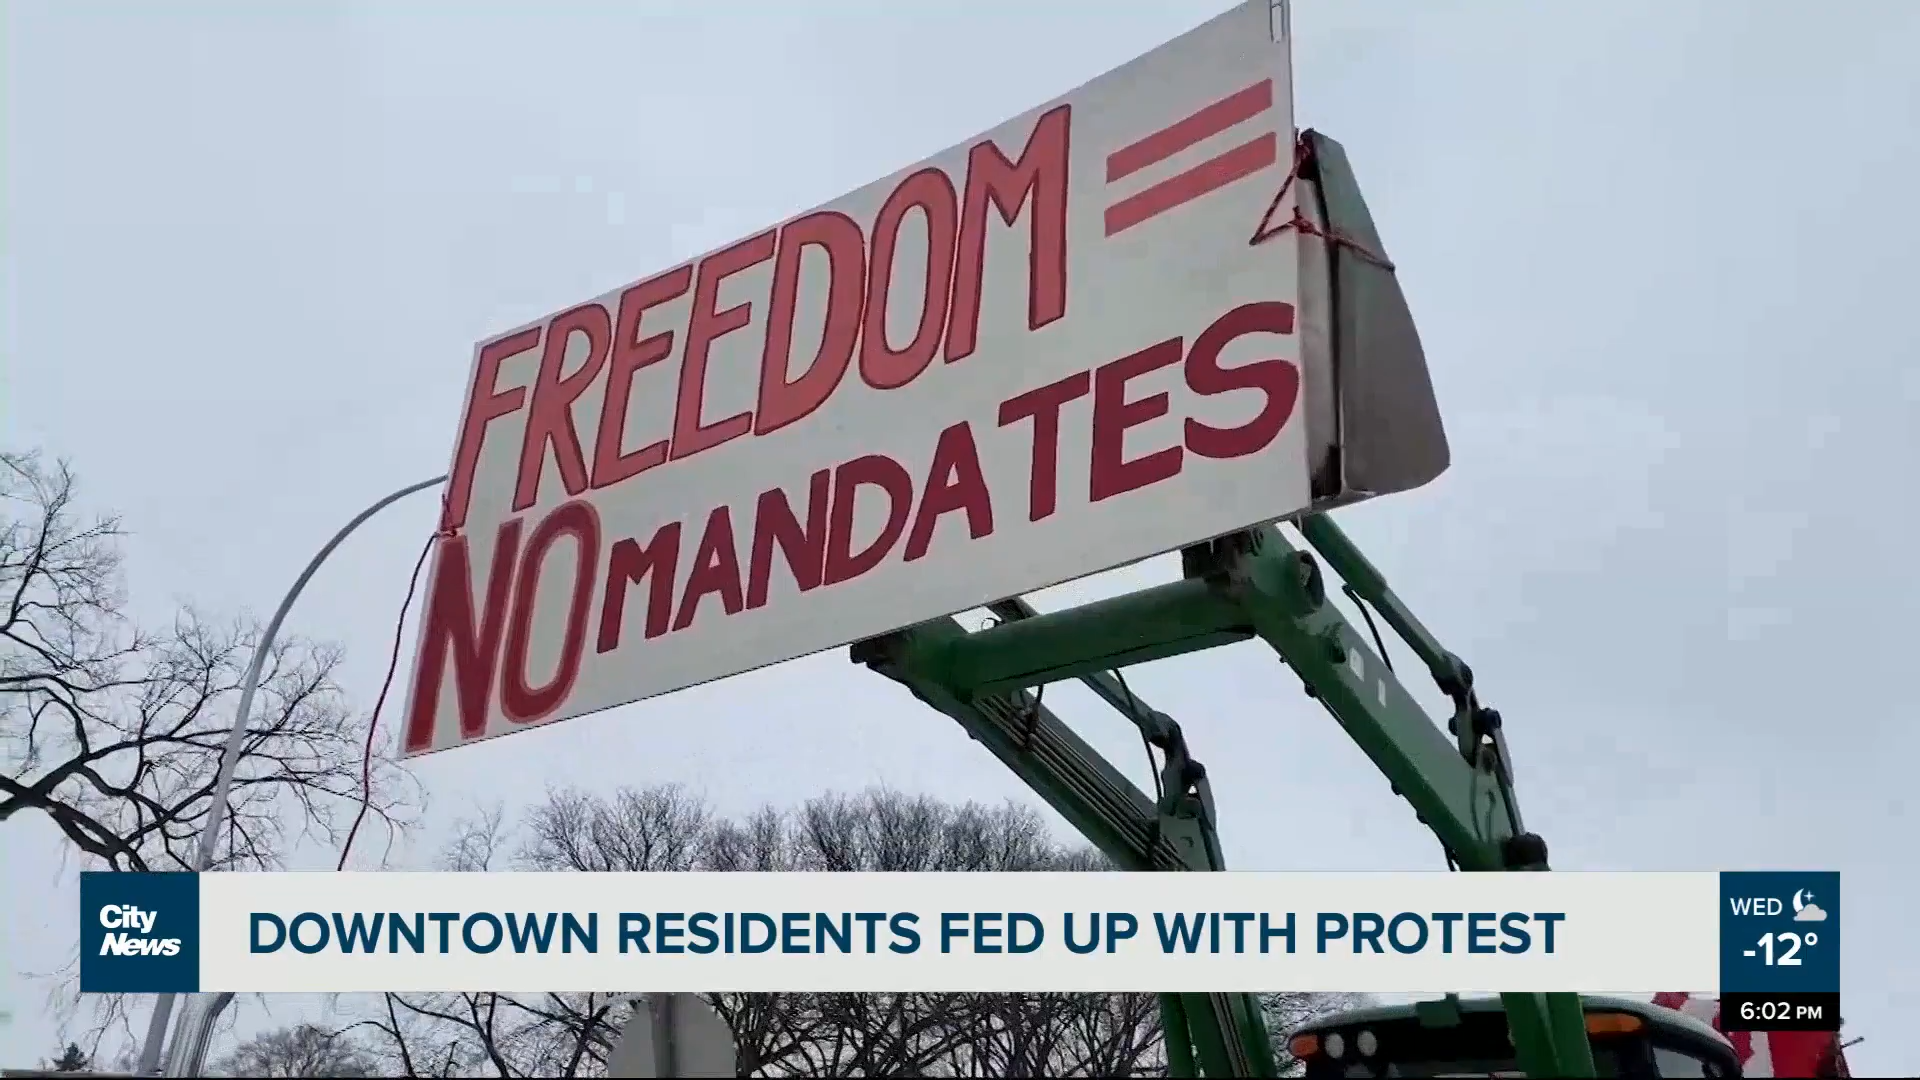 FREEDOM =
NO MANDATES
City
News
DOWNTOWN RESIDENTS FED UP WITH PROTEST
WED
-12°
6:02 PM